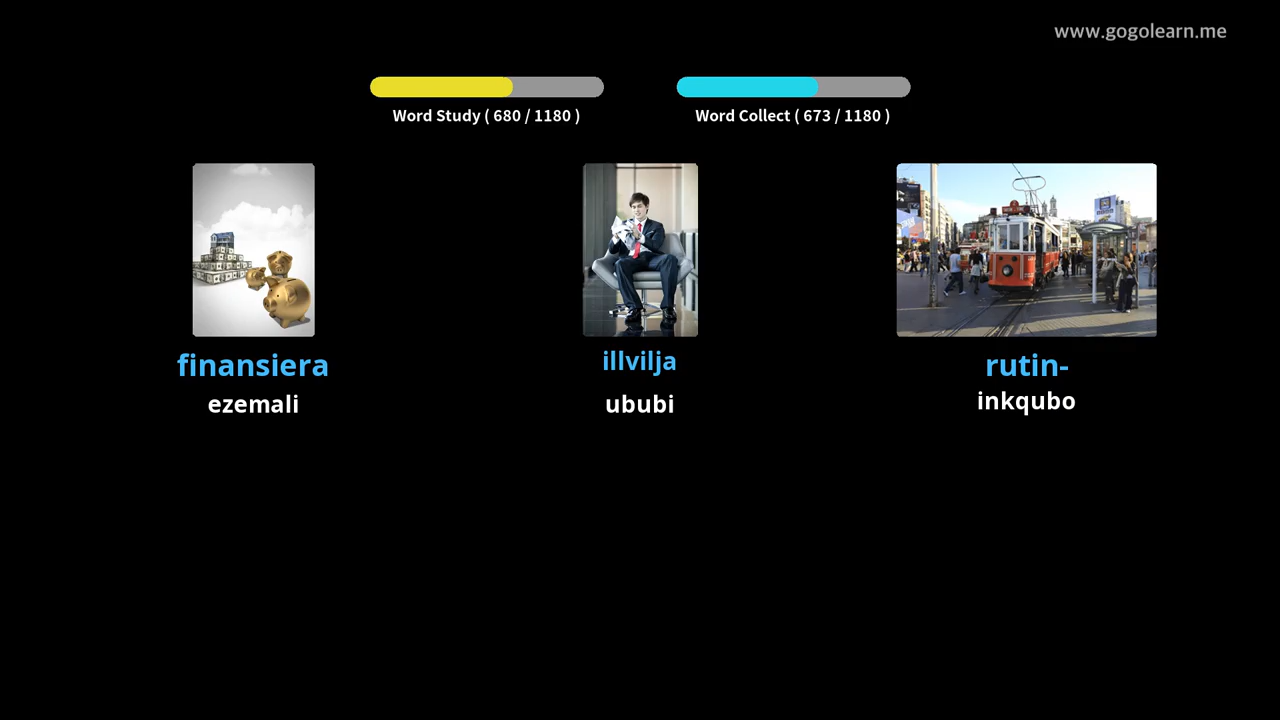 www.gogolearn.me
Word Study ( 680 / 1180 )
Word Collect ( 673 / 1180 )
finansiera
illvilja
rutin-
ezemali
ububi
inkqubo